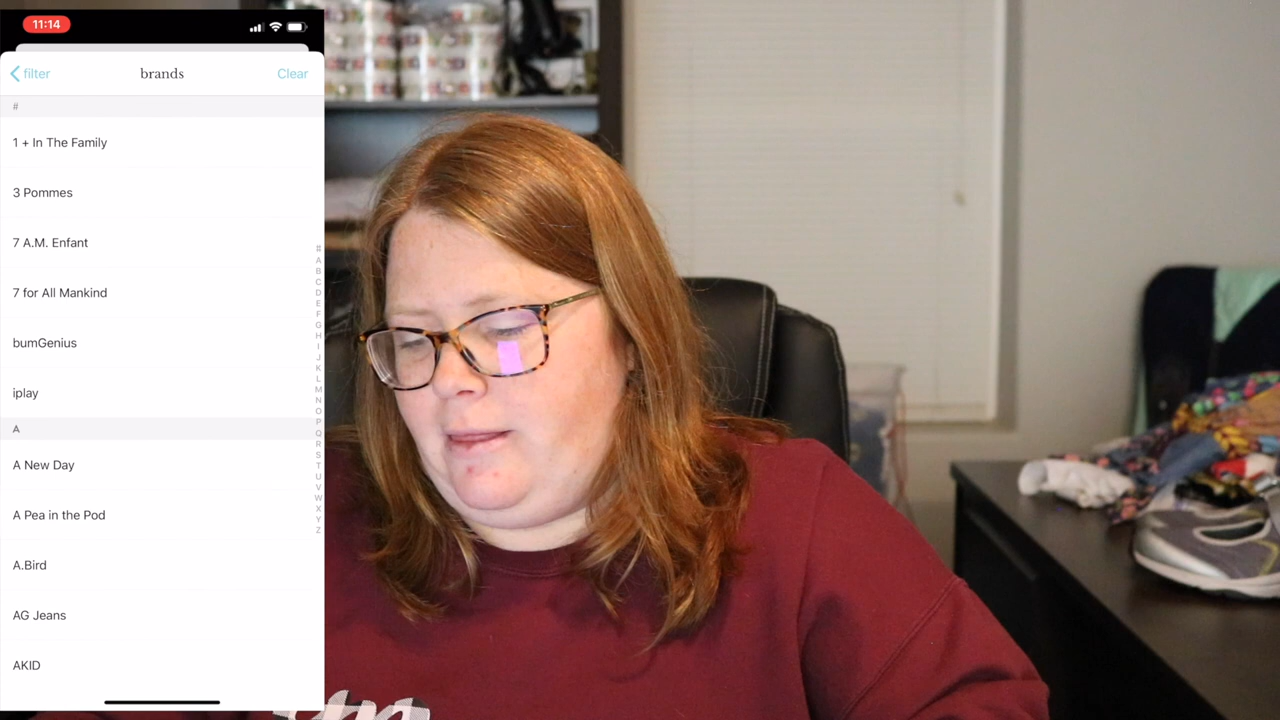 11:14
filter
brands
Clear
#
1 + In The Family
3 Pommes
7 A.M. Enfant
7 for All Mankind
bumGenius
iplay
A
A New Day
A Pea in the Pod
A.Bird
AG Jeans
AKID
#
A
B
C
D
E
F
G
H
I
J
K
L
M
N
O
P
Q
R
S
T
U
V
W
X
Y
Z